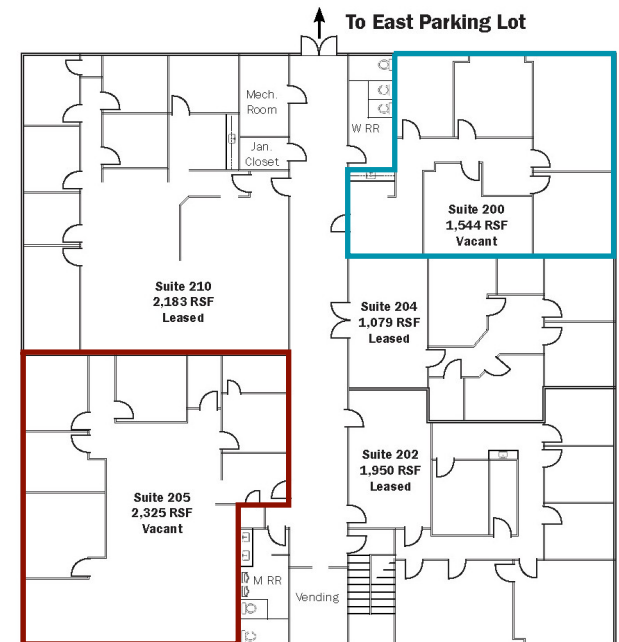 To East Parking Lot
Mech.
Room
W RR
Jan.
Closet
Suite 200
1,544 RSF
Vacant
Suite 210
2,183 RSF
Leased
Suite 204
1,079 RSF
Leased
Suite 202
1,950 RSF
Leased
Suite 205
2,325 RSF
Vacant
M RR
Vending